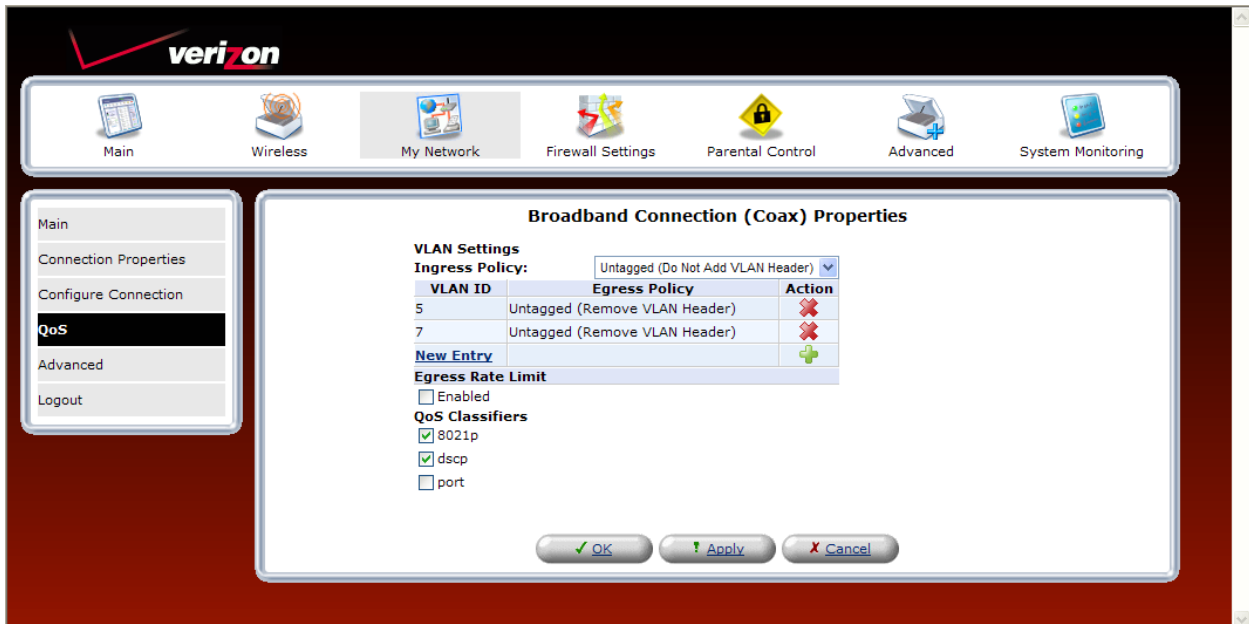 verizon
Main Wireless My Network Firewall Settings Parental Control Advanced System Monitoring
Main
Connection Properties
Configure Connection
QoS
Advanced
Logout
Broadband Connection (Coax) Properties
VLAN Settings
Ingress Policy: Untagged (Do Not Add VLAN Header)
VLAN ID Egress Policy Action
5 Untagged (Remove VLAN Header)
7 Untagged (Remove VLAN Header)
New Entry
Egress Rate Limit
Enabled
QoS Classifiers
8021p
dscp
port
OK Apply Cancel